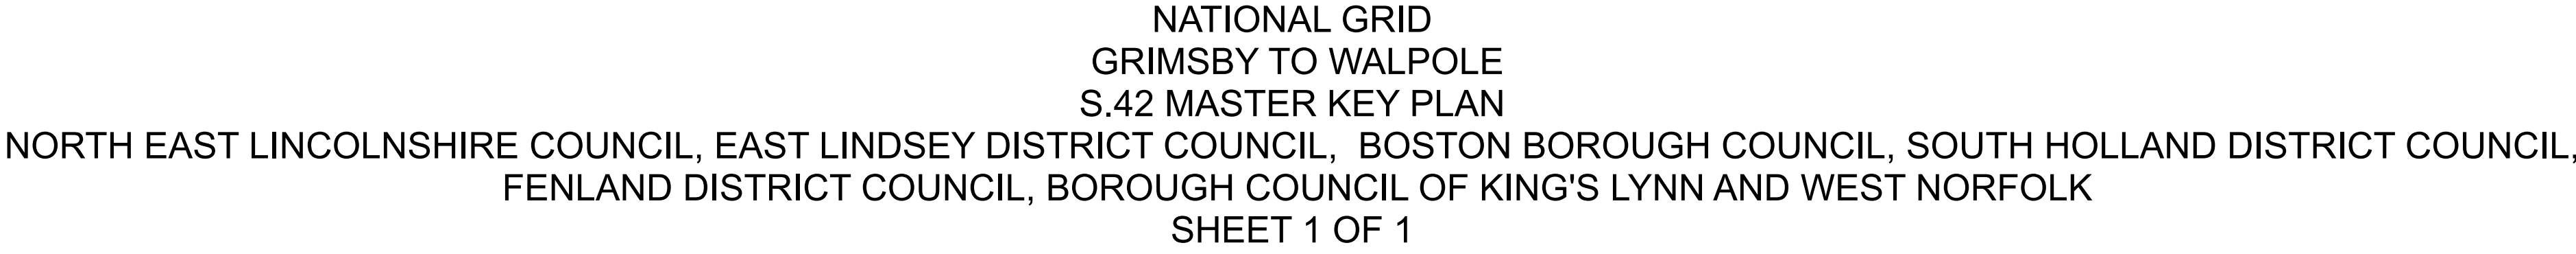 NATIONAL GRID
GRIMSBY TO WALPOLE
S.42 MASTER KEY PLAN
NORTH EAST LINCOLNSHIRE COUNCIL, EAST LINDSEY DISTRICT COUNCIL,  BOSTON BOROUGH COUNCIL, SOUTH HOLLAND DISTRICT COUNCIL,
FENLAND DISTRICT COUNCIL, BOROUGH COUNCIL OF KING'S LYNN AND WEST NORFOLK
SHEET 1 OF 1